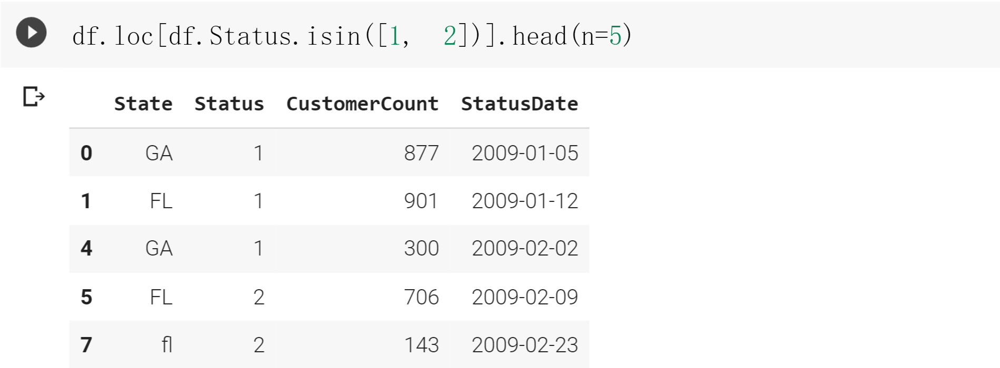 df.loc[df.Status.isin([1, 2])].head(n=5)
State Status CustomerCount StatusDate
0 GA 1 877 2009-01-05
1 FL 1 901 2009-01-12
4 GA 1 300 2009-02-02
5 FL 2 706 2009-02-09
7 fl 2 143 2009-02-23